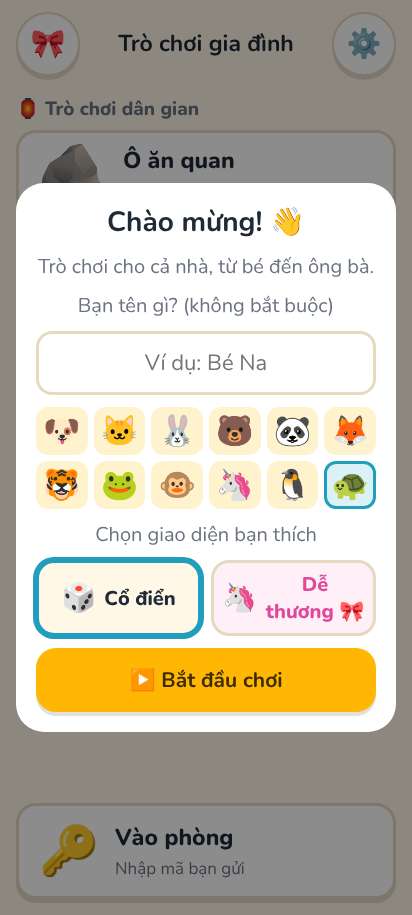 Trò chơi gia đình
Trò chơi dân gian
Ô ăn quan
Chào mừng! 👋
Trò chơi cho cả nhà, từ bé đến ông bà.
Bạn tên gì? (không bắt buộc)
Ví dụ: Bé Na
Chọn giao diện bạn thích
Cổ điển
Dễ
thương 🎀
Bắt đầu chơi
Vào phòng
Nhập mã bạn gửi